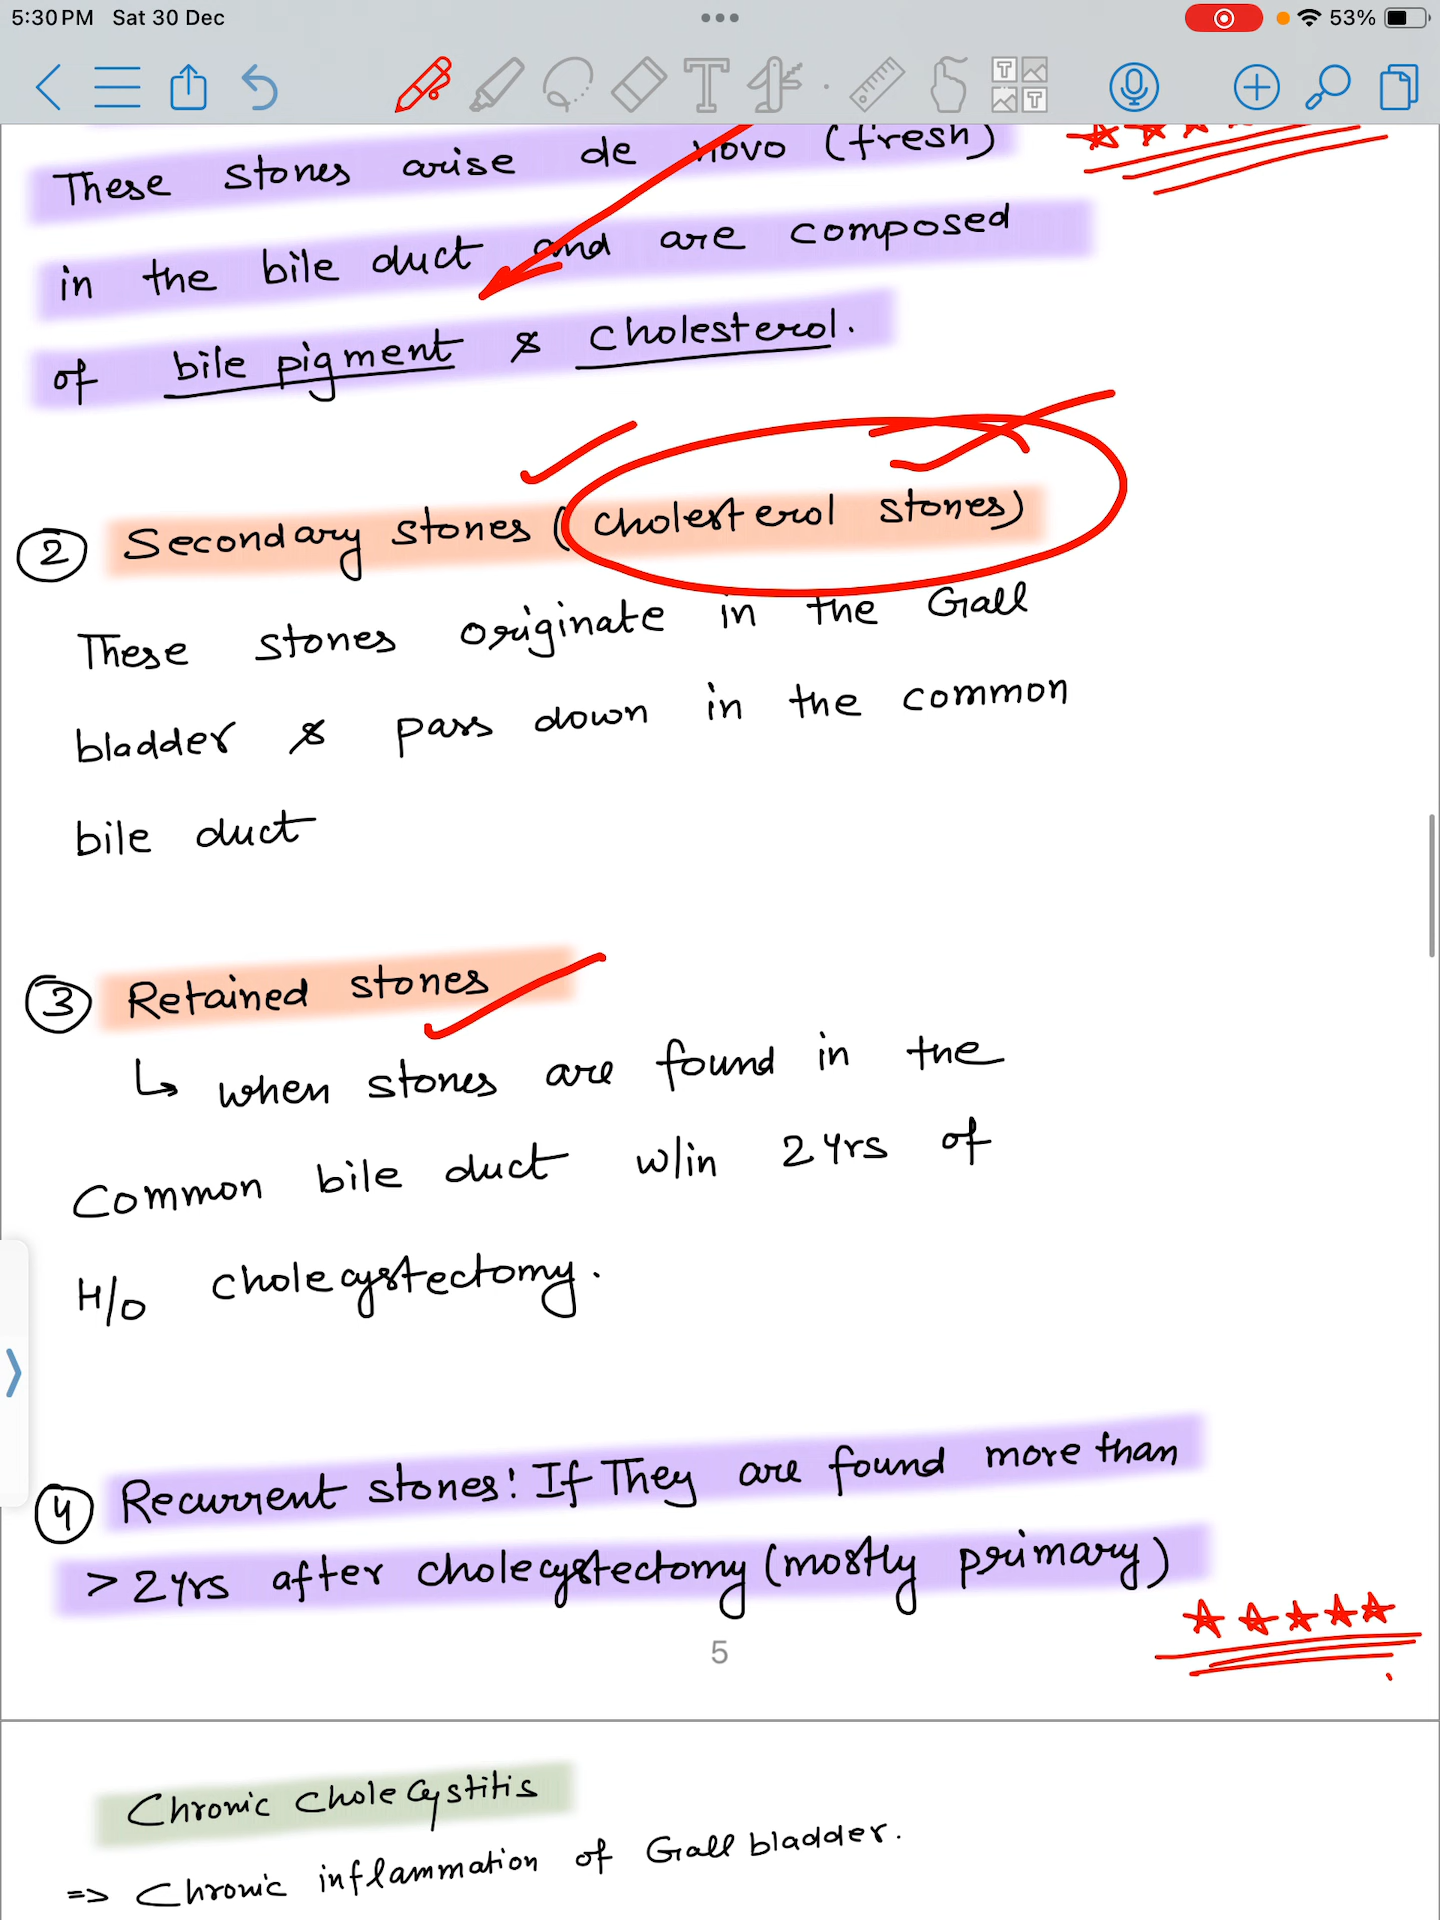 5:30 PM Sat 30 Dec
53%
These stones arise de novo (fresh)
in the bile duct and are composed
of bile pigment & cholesterol.
② Secondary stones (cholesterol stones)
These stones originate in the Gall
bladder & pass down in the common
bile duct
③ Retained stones
↳ when stones are found in the
Common bile duct w/in 2 yrs of
H/o cholecystectomy.
④ Recurrent stones: If They are found more than
> 2 yrs after cholecystectomy (mostly primary)
5
Chronic Cholecystitis
=> Chronic inflammation of Gall bladder.